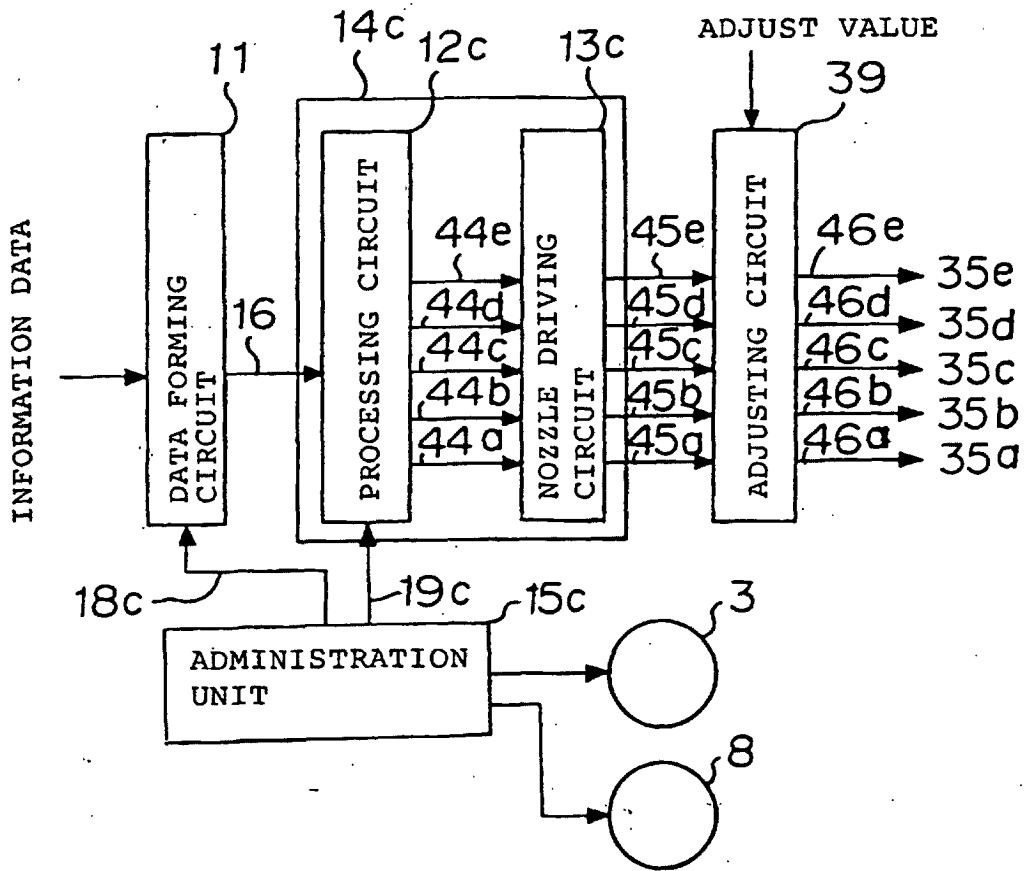 ADJUST VALUE
14c
11
12c
13c
39
INFORMATION DATA
DATA FORMING
CIRCUIT
16
PROCESSING CIRCUIT
44e
44d
44c
44b
44a
NOZZLE DRIVING
CIRCUIT
45e
45d
45c
45b
45a
ADJUSTING CIRCUIT
46e
46d
46c
46b
46a
35e
35d
35c
35b
35a
18c
19c
15c
3
ADMINISTRATION
UNIT
8